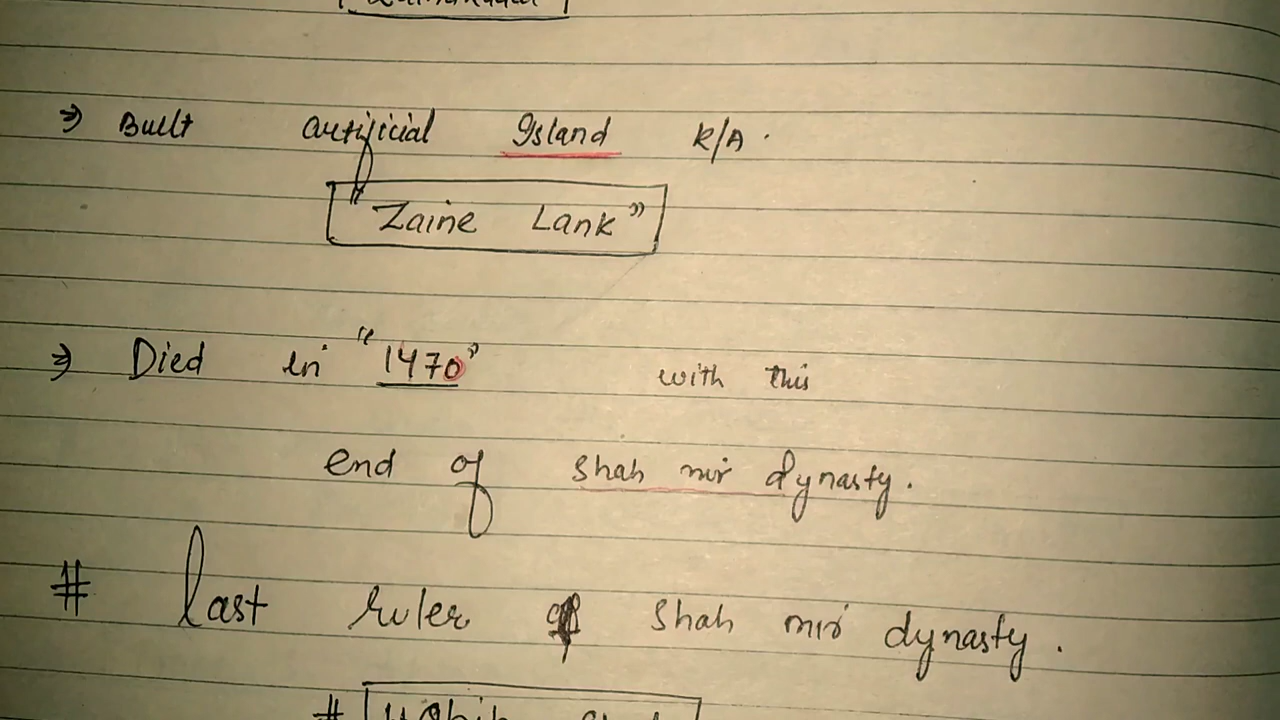 ⇒ Built artificial Island K/A.
"Zaine Lank"
⇒ Died in "1470" with this
end of Shah mir dynasty.
# last ruler of Shah mir dynasty.
#